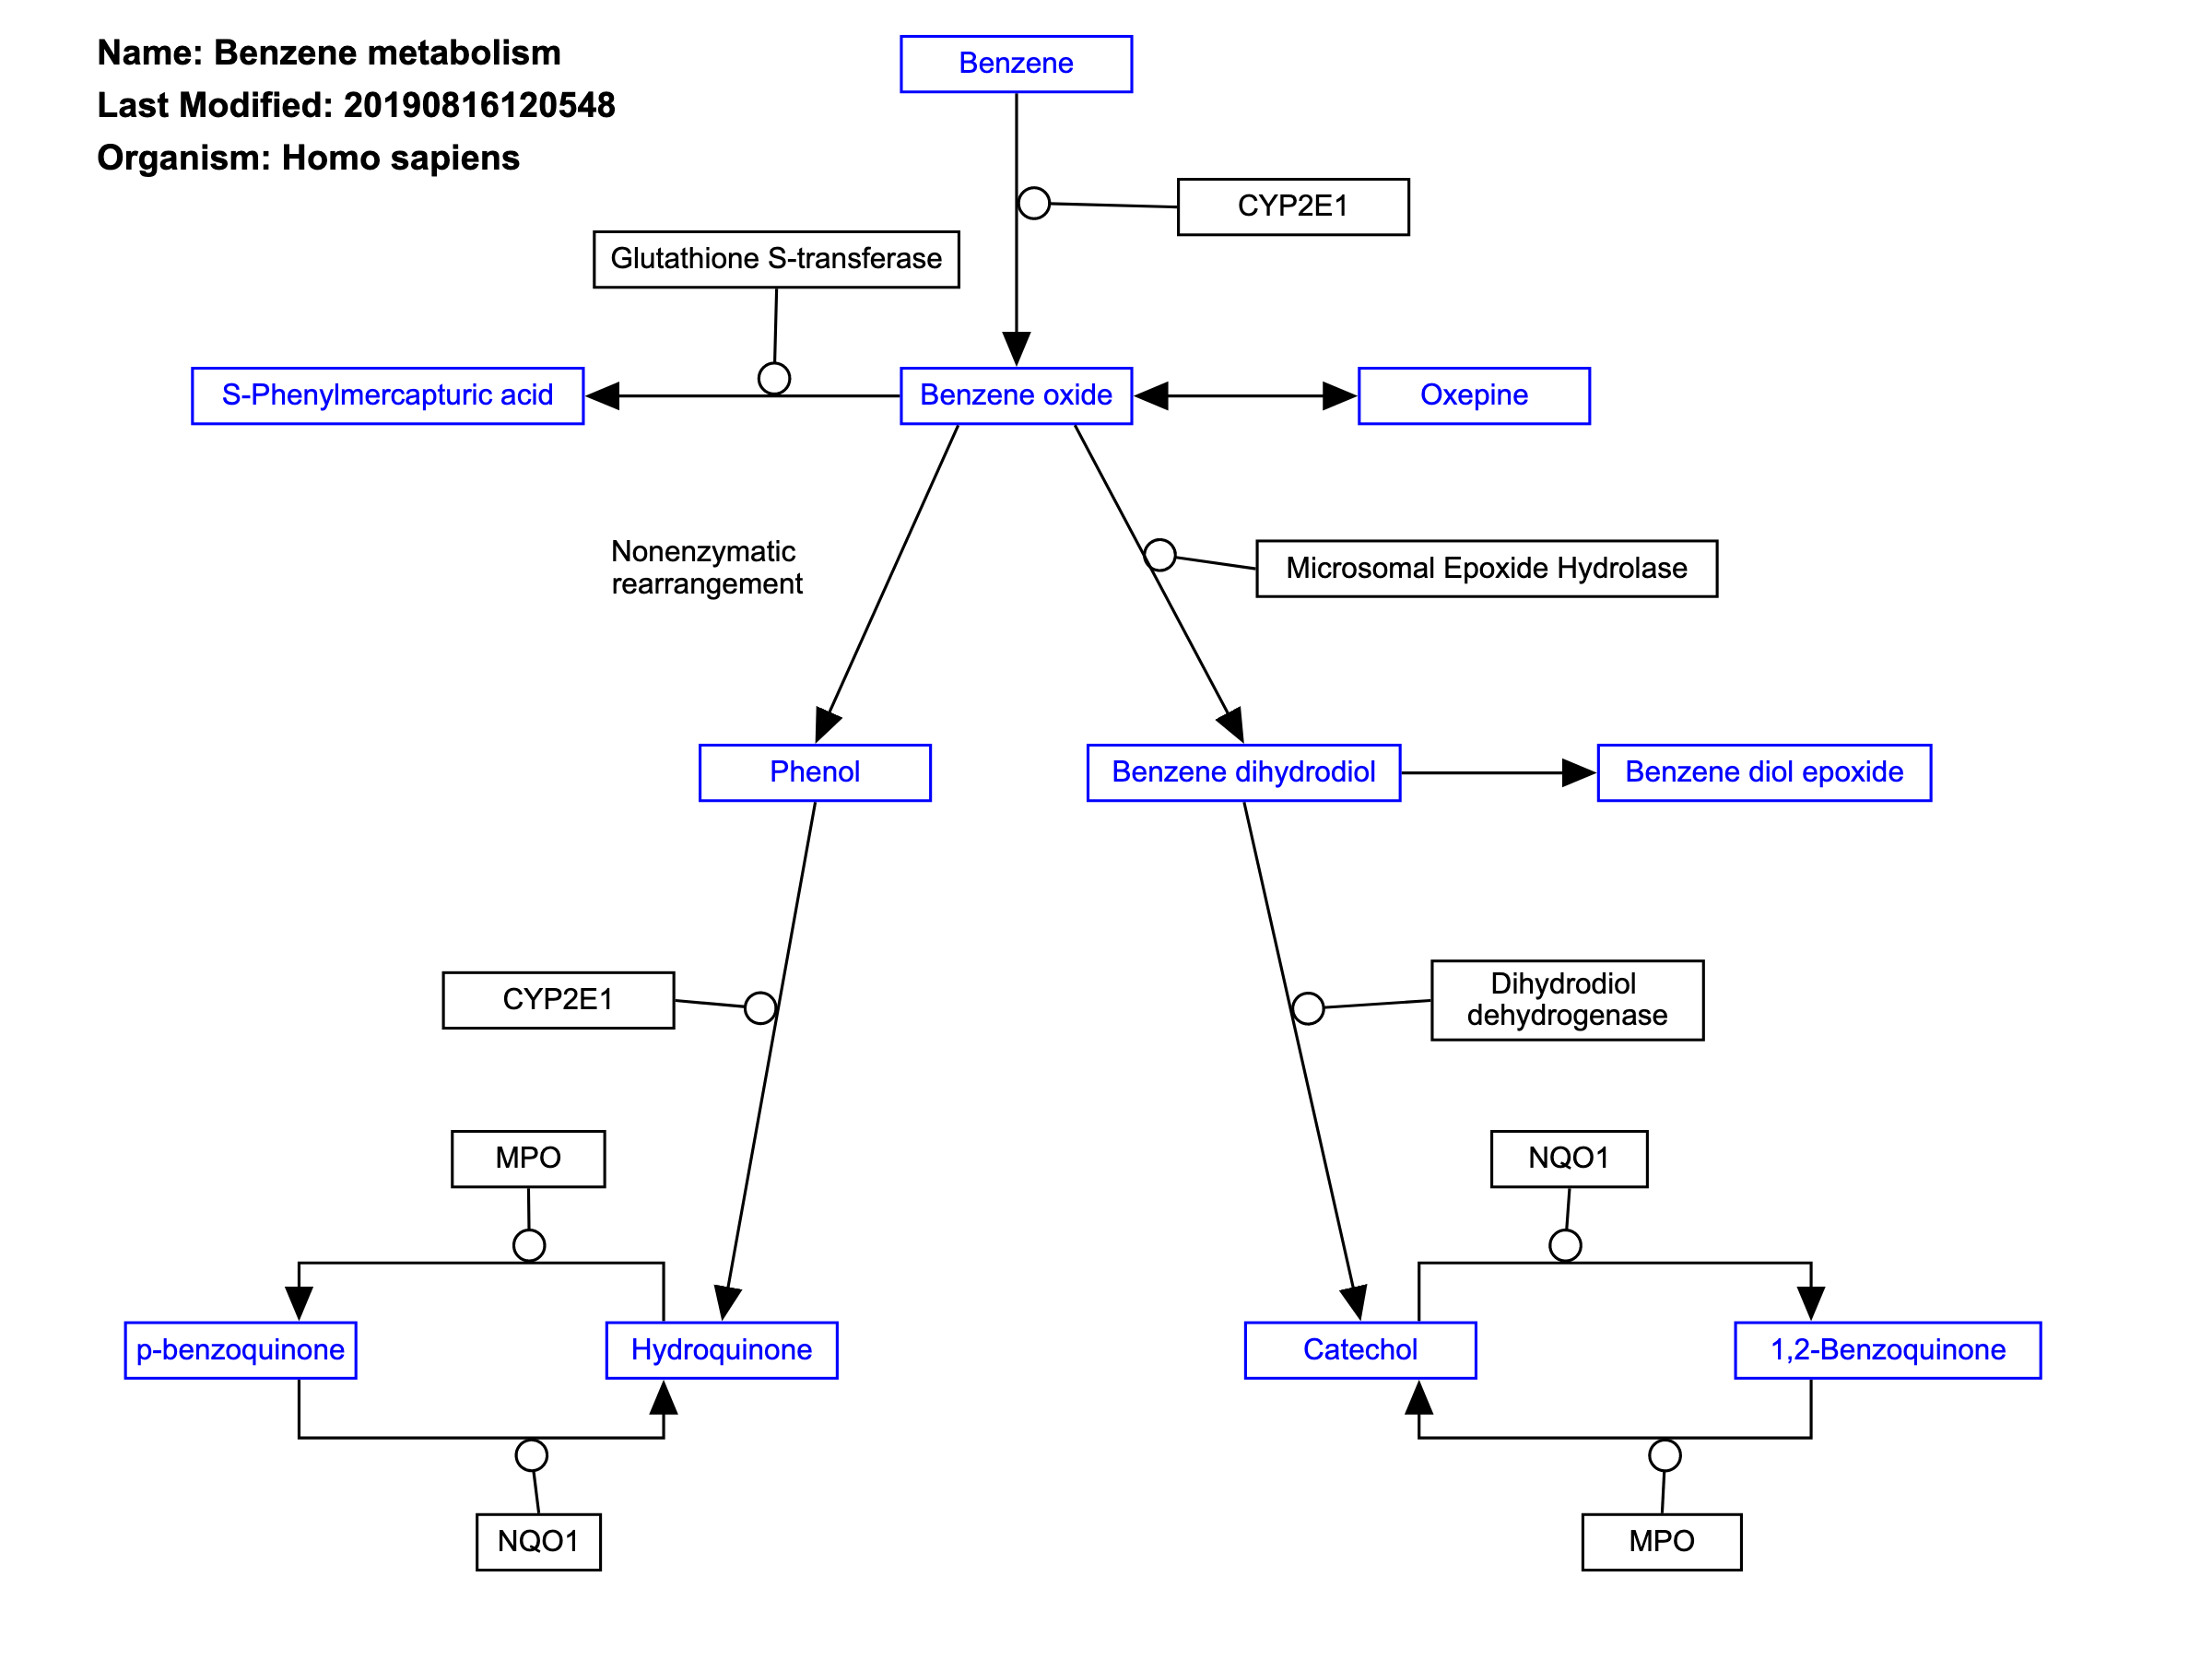 Name: Benzene metabolism
Last Modified: 20190816120548
Organism: Homo sapiens
Benzene
CYP2E1
Glutathione S-transferase
S-Phenylmercapturic acid
Benzene oxide
Oxepine
Nonenzymatic
rearrangement
Microsomal Epoxide Hydrolase
Phenol
Benzene dihydrodiol
Benzene diol epoxide
CYP2E1
Dihydrodiol
dehydrogenase
MPO
NQO1
p-benzoquinone
Hydroquinone
Catechol
1,2-Benzoquinone
NQO1
MPO